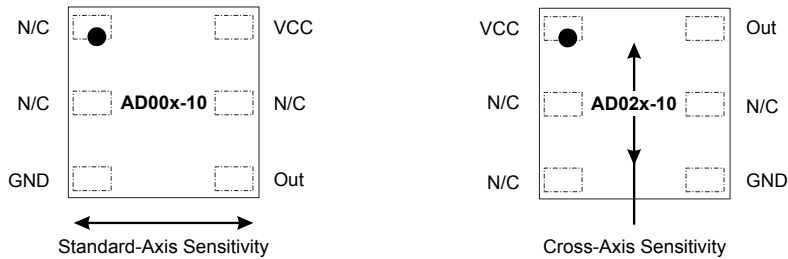 N/C VCC
N/C AD00x-10 N/C
GND Out
Standard-Axis Sensitivity
VCC Out
N/C AD02x-10 N/C
N/C GND
Cross-Axis Sensitivity